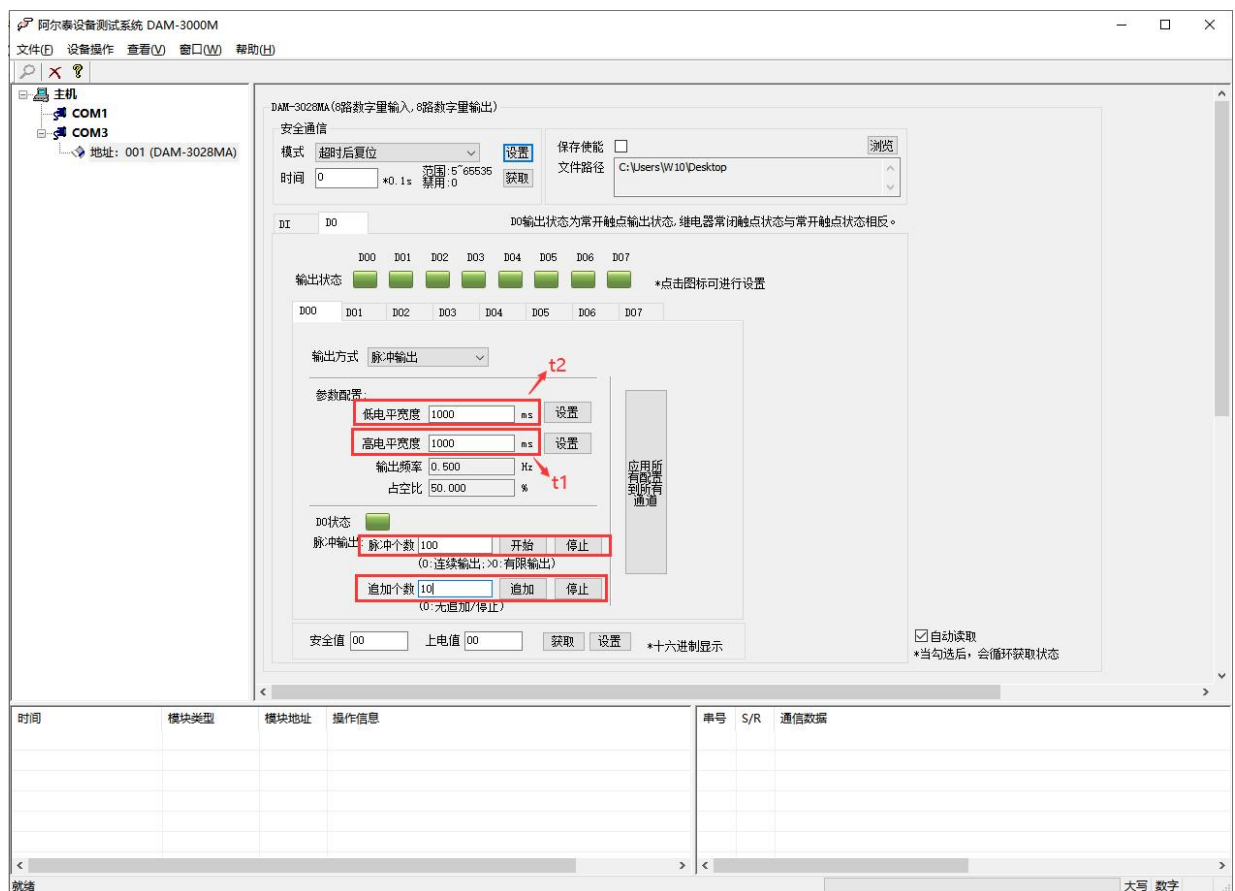 阿尔泰设备测试系统 DAM-3000M
文件(F) 设备操作 查看(V) 窗口(W) 帮助(H)
主机
COM1
COM3
地址：001 (DAM-3028MA)
DAM-3028MA(8路数字量输入,8路数字量输出)
安全通信
模式 超时后复位 设置
时间 0 *0.1s 范围:5~65535 禁用:0 获取
保存使能 浏览
文件路径 C:\Users\W10\Desktop
DI DO DO输出状态为常开触点输出状态,继电器常闭触点状态与常开触点状态相反。
DO0 DO1 DO2 DO3 DO4 DO5 DO6 DO7
输出状态 *点击图标可进行设置
DO0 DO1 DO2 DO3 DO4 DO5 DO6 DO7
输出方式 脉冲输出
t2
参数配置:
低电平宽度 1000 ms 设置
高电平宽度 1000 ms 设置
输出频率 0.500 Hz
t1
占空比 50.000 %
应用所
有配置
到所有
通道
DO状态
脉冲输出: 脉冲个数 100 开始 停止
(0:连续输出;>0:有限输出)
追加个数 10 追加 停止
(0:无追加/停止)
安全值 00 上电值 00 获取 设置 *十六进制显示
自动读取
*当勾选后，会循环获取状态
时间 模块类型 模块地址 操作信息
串号 S/R 通信数据
就绪
大写 数字